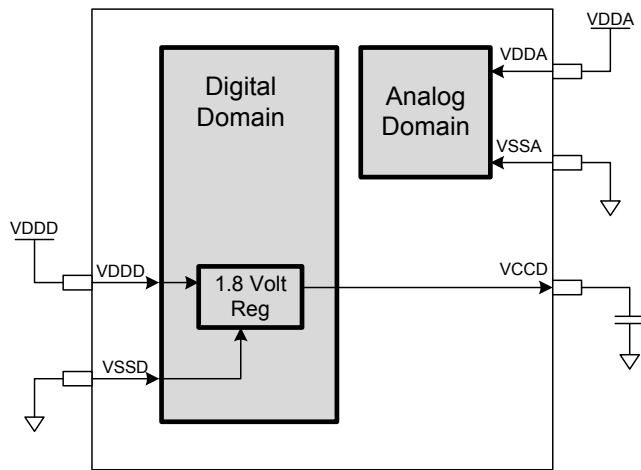 VDDA
VDDA
Digital
Domain
Analog
Domain
VSSA
VDDD
VDDD
VCCD
1.8 Volt
Reg
VSSD